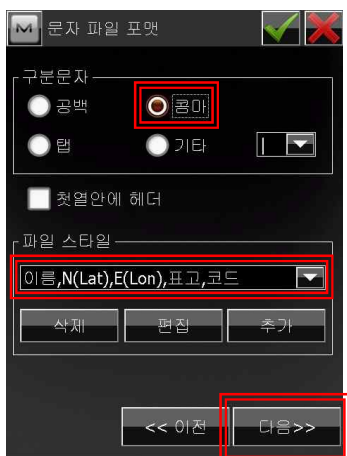 M 문자 파일 포맷
구분문자
공백 콤마
탭 기타 |
첫열안에 헤더
파일 스타일
이름,N(Lat),E(Lon),표고,코드
삭제 편집 추가
<< 이전 다음>>